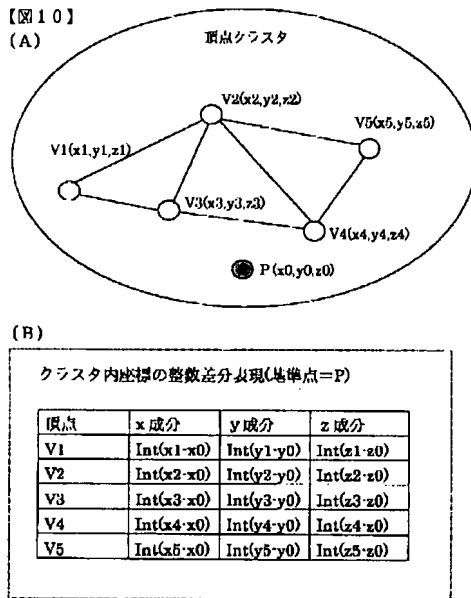 【図10】
(A)
頂点クラスタ
V2(x2,y2,z2)
V5(x5,y5,z5)
V1(x1,y1,z1)
V3(x3,y3,z3)
V4(x4,y4,z4)
P(x0,y0,z0)
(B)
クラスタ内座標の整数差分表現(基準点=P)
頂点 x成分 y成分 z成分
V1 Int(x1-x0) Int(y1-y0) Int(z1-z0)
V2 Int(x2-x0) Int(y2-y0) Int(z2-z0)
V3 Int(x3-x0) Int(y3-y0) Int(z3-z0)
V4 Int(x4-x0) Int(y4-y0) Int(z4-z0)
V5 Int(x5-x0) Int(y5-y0) Int(z5-z0)